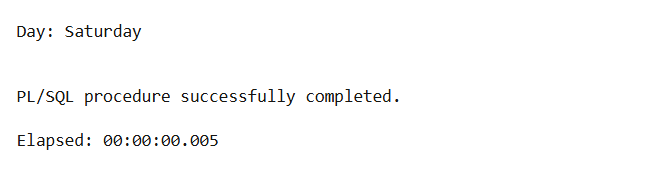 Day: Saturday
PL/SQL procedure successfully completed.
Elapsed: 00:00:00.005